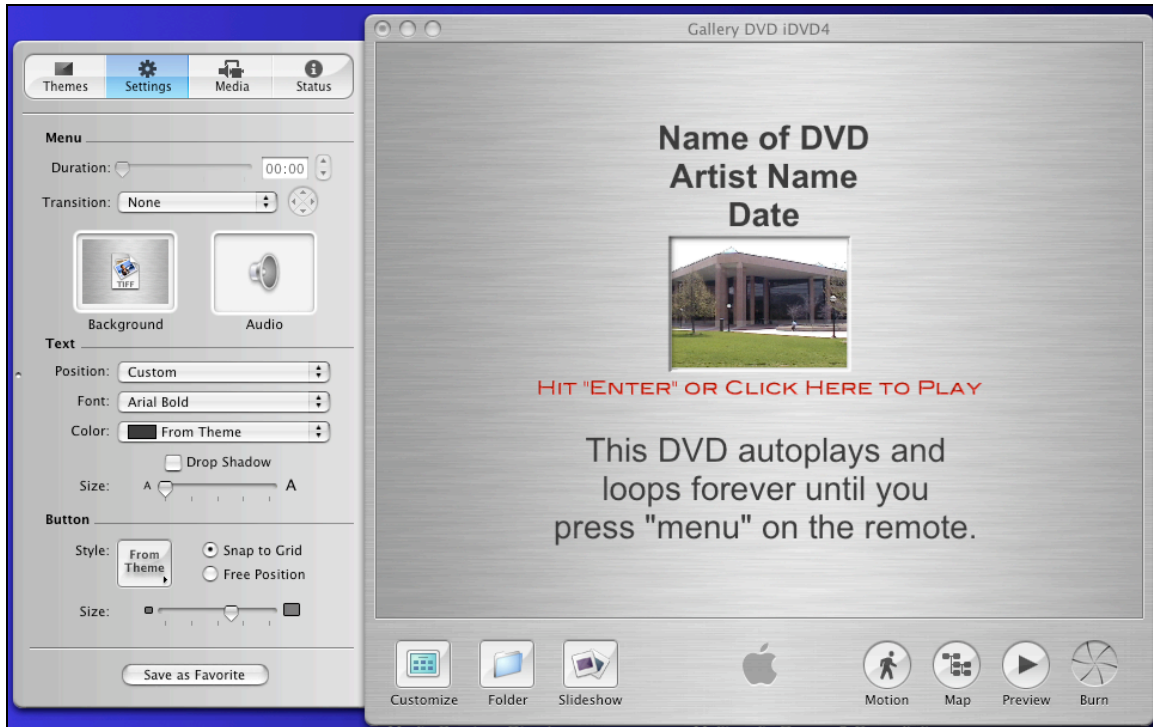 Gallery DVD iDVD4
Themes
Settings
Media
Status
Menu
Duration:
00:00
Transition:
None
TIFF
Background
Audio
Text
Position:
Custom
Font:
Arial Bold
Color:
From Theme
Drop Shadow
Size:
A
A
Button
Style:
From
Theme
Snap to Grid
Free Position
Size:
Save as Favorite
Name of DVD
Artist Name
Date
HIT "ENTER" OR CLICK HERE TO PLAY
This DVD autoplays and
loops forever until you
press "menu" on the remote.
Customize
Folder
Slideshow
Motion
Map
Preview
Burn